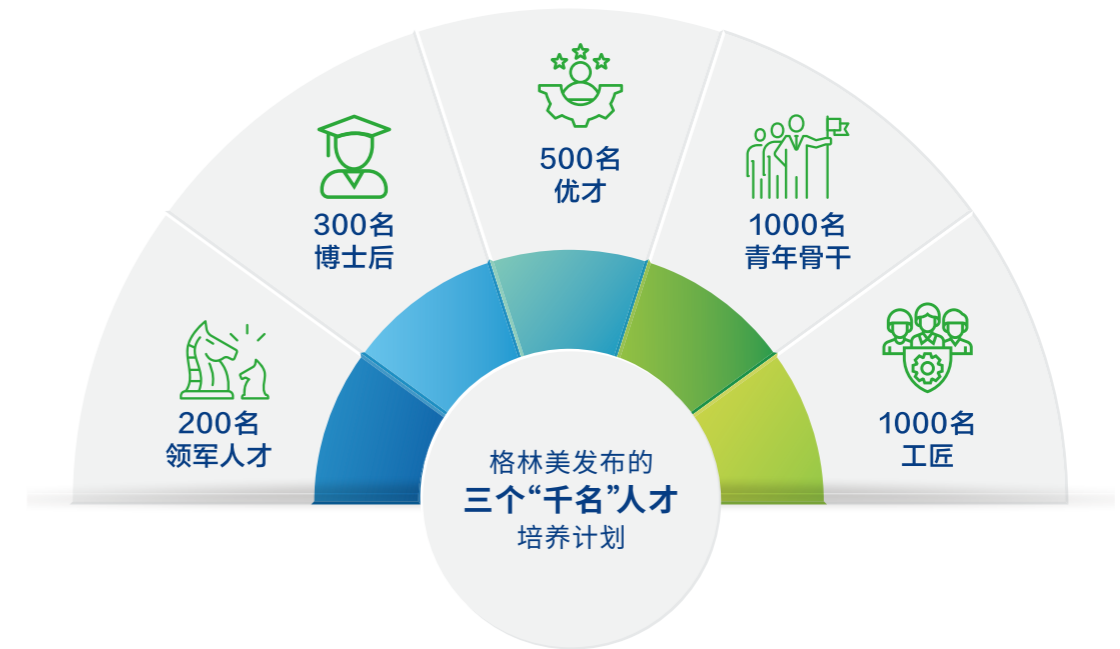 500名
优才
300名
博士后
1000名
青年骨干
200名
领军人才
1000名
工匠
格林美发布的
三个“千名”人才
培养计划